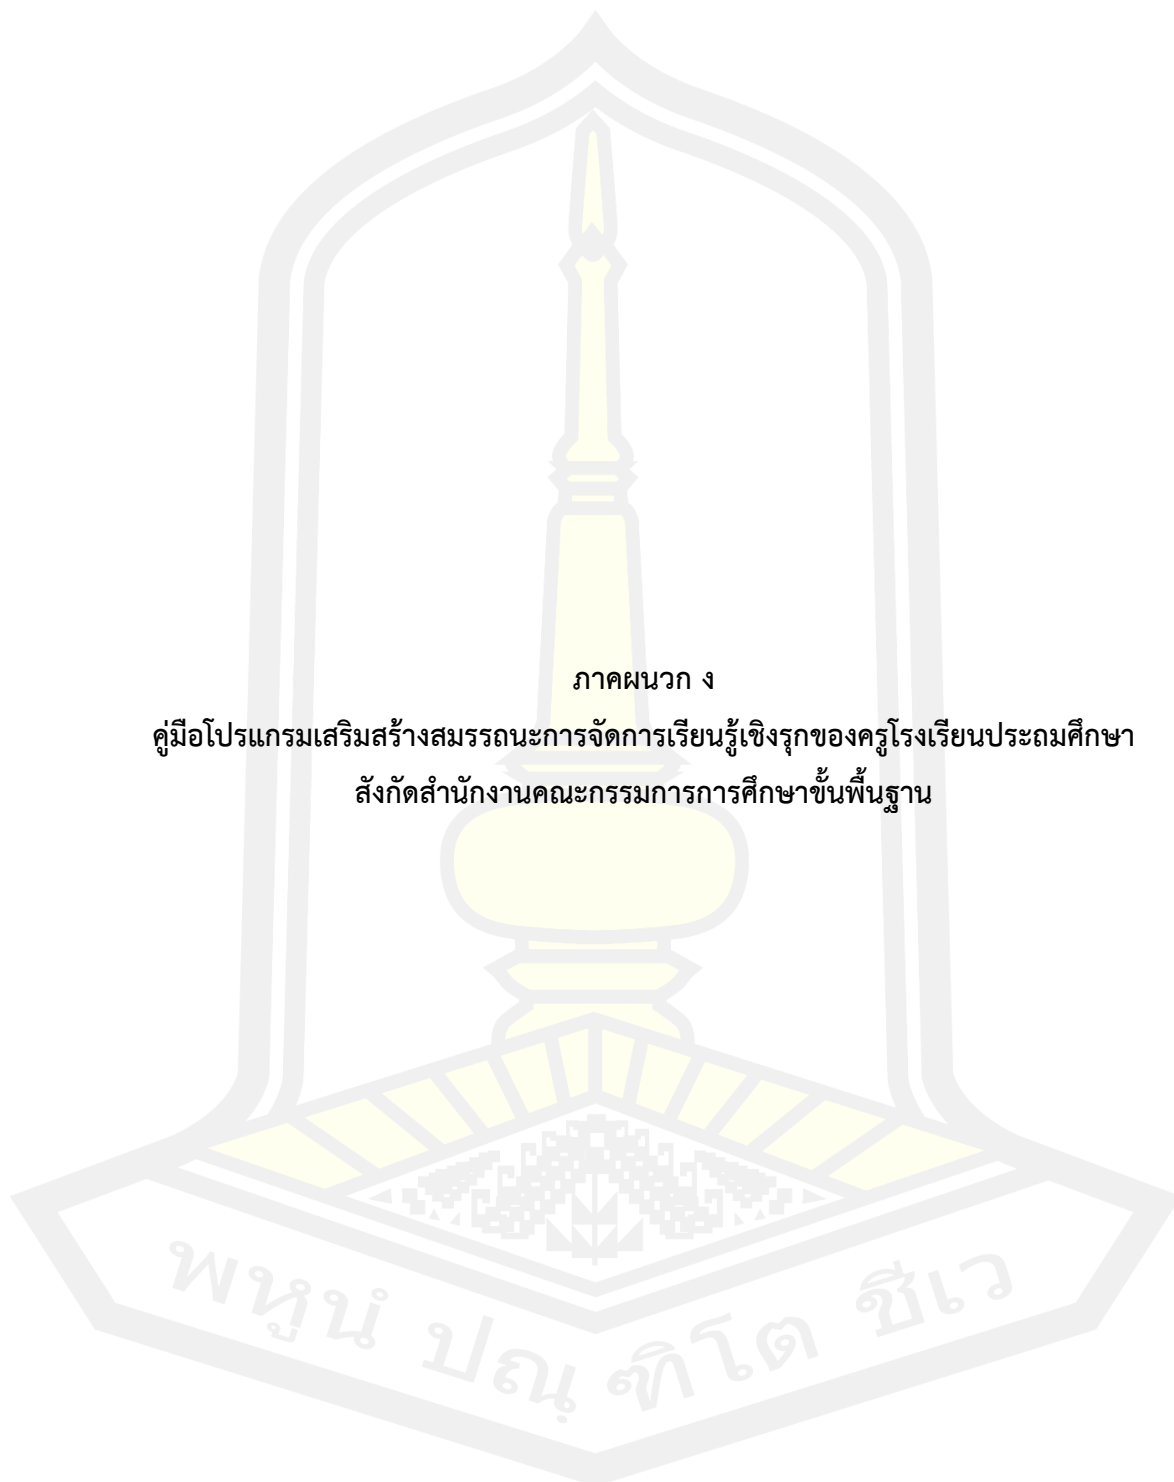 ภาคผนวก ง
คู่มือโปรแกรมเสริมสร้างสมรรถนะการจัดการเรียนรู้เชิงรุกของครูโรงเรียนประถมศึกษา
สังกัดสำนักงานคณะกรรมการการศึกษาขั้นพื้นฐาน
พหูนํ ปณฺฑิโต ชีเว